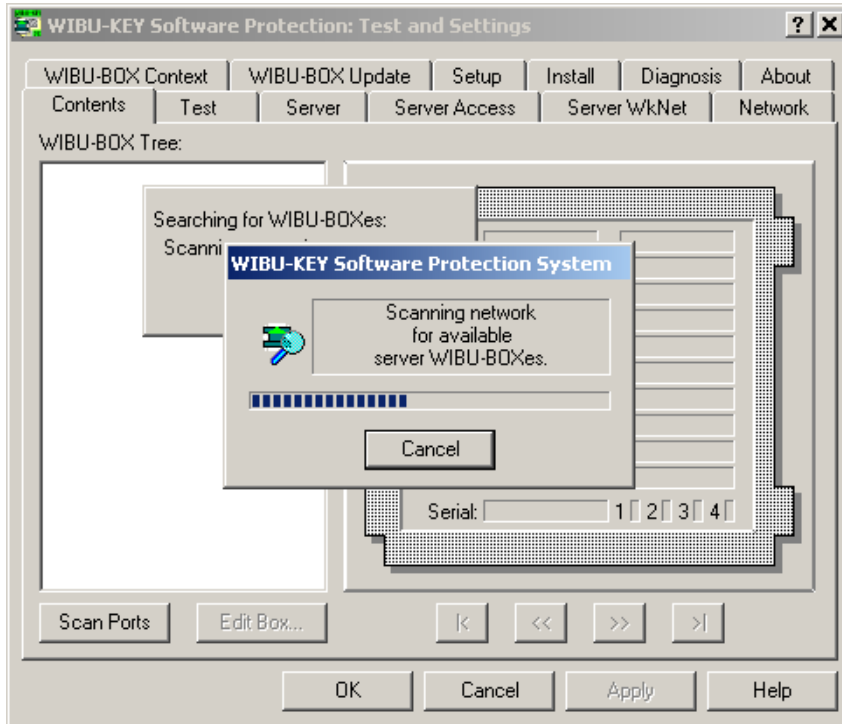 WIBU-KEY Software Protection: Test and Settings
WIBU-BOX Context WIBU-BOX Update Setup Install Diagnosis About
Contents Test Server Server Access Server WkNet Network
WIBU-BOX Tree:
Searching for WIBU-BOXes:
WIBU-KEY Software Protection System
Scanning network
for available
server WIBU-BOXes.
Cancel
Serial: 1 2 3 4
Scan Ports Edit Box... |< << >> >|
OK Cancel Apply Help